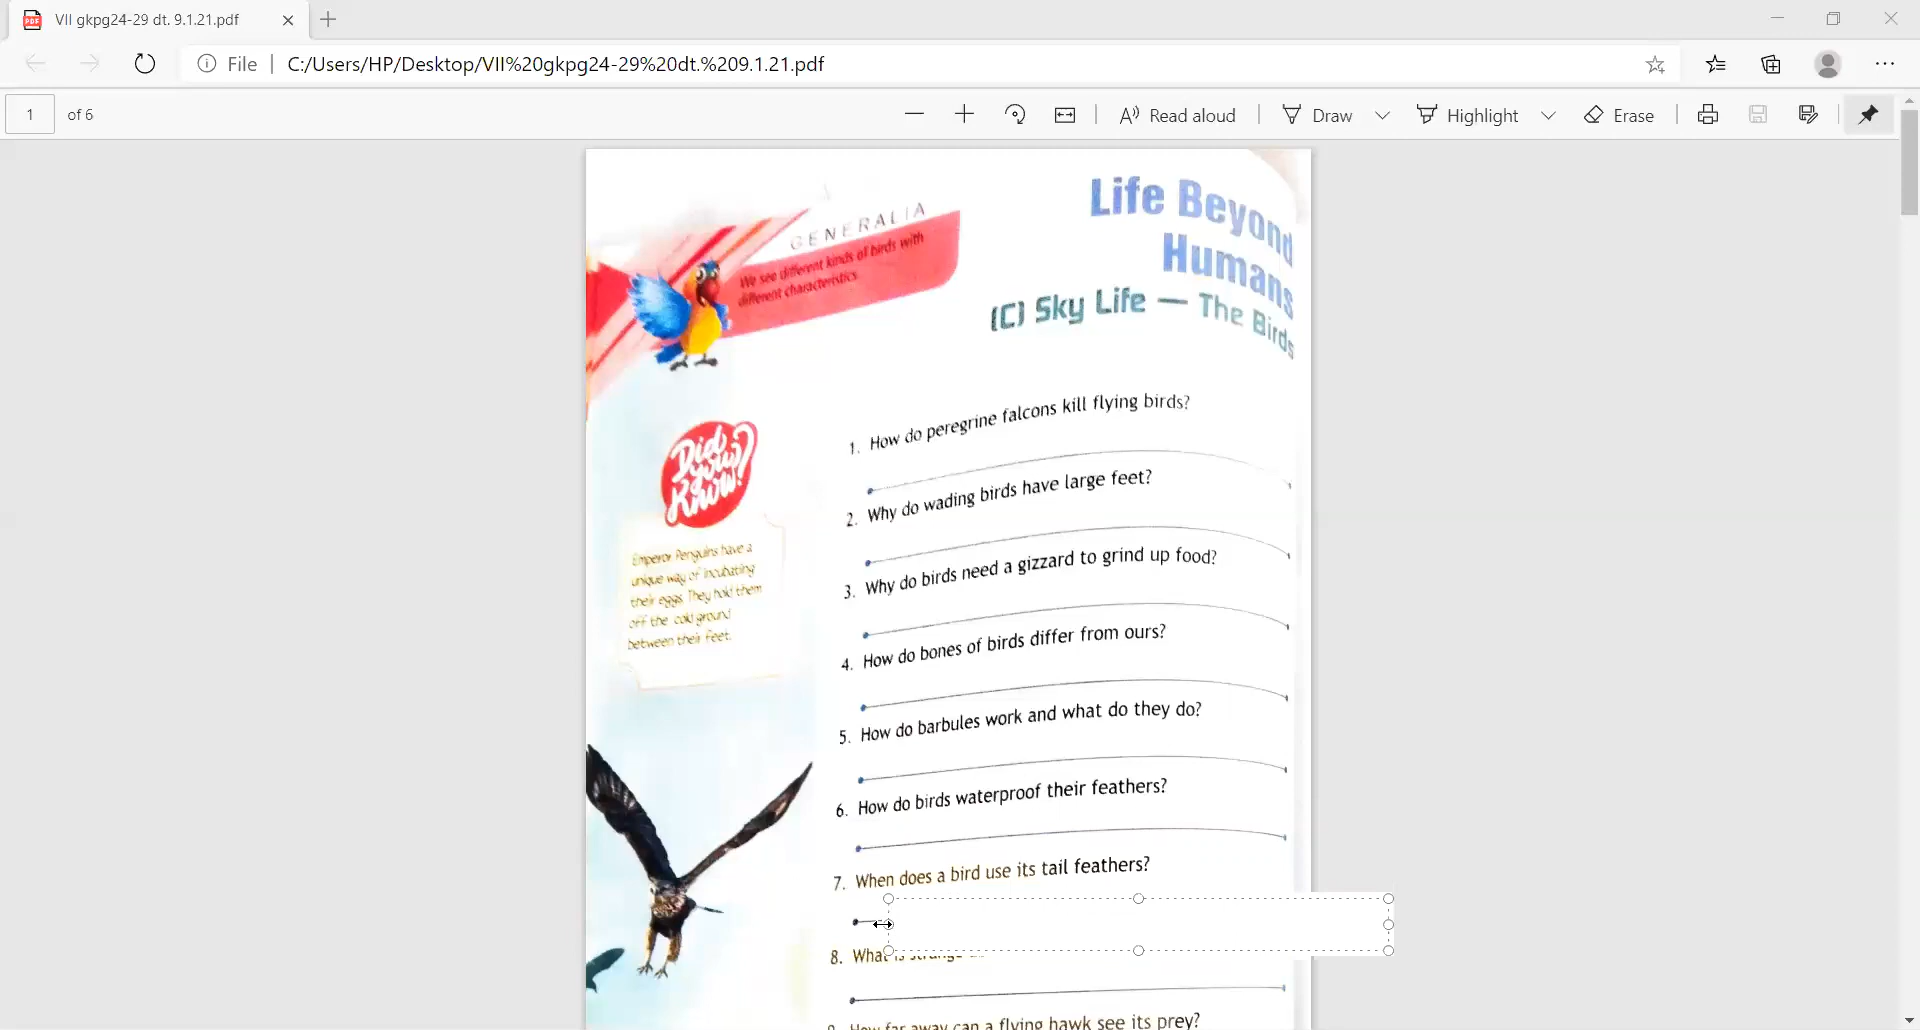 VII gkpg24-29 dt. 9.1.21.pdf
File
C:/Users/HP/Desktop/VII%20gkpg24-29%20dt.%209.1.21.pdf
1 of 6
Read aloud
Draw
Highlight
Erase
Life Beyond
Humans
(C) Sky Life — The Birds
GENERALIA
We see different kinds of birds with
different characteristics
Did
you
Know?
Emperor Penguins have a
unique way of incubating
their eggs. They hold them
off the cold ground
between their feet.
1. How do peregrine falcons kill flying birds?
2. Why do wading birds have large feet?
3. Why do birds need a gizzard to grind up food?
4. How do bones of birds differ from ours?
5. How do barbules work and what do they do?
6. How do birds waterproof their feathers?
7. When does a bird use its tail feathers?
8. What is strange
9. How far away can a flying hawk see its prey?